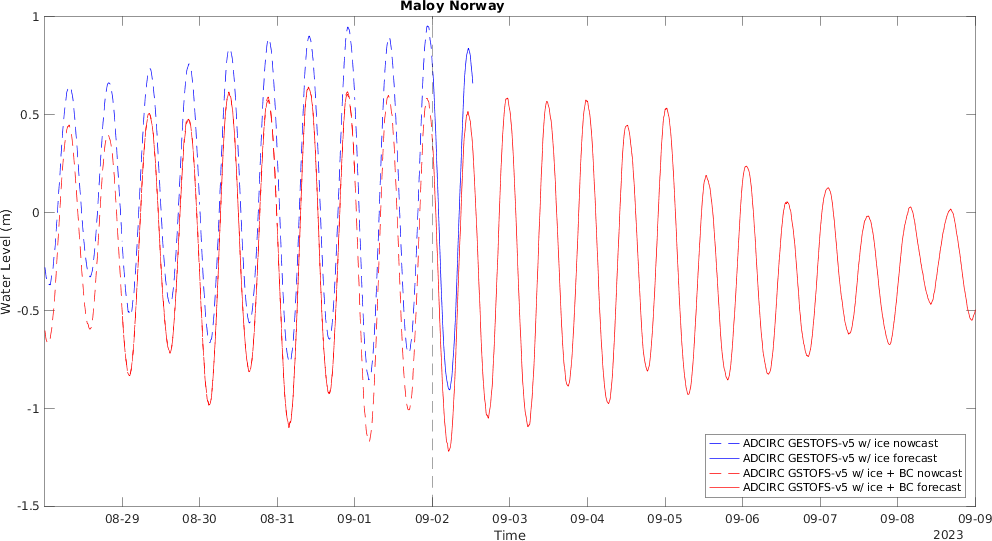 Maloy Norway
1
0.5
0
-0.5
-1
-1.5
Water Level (m)
ADCIRC GESTOFS-v5 w/ ice nowcast
ADCIRC GESTOFS-v5 w/ ice forecast
ADCIRC GSTOFS-v5 w/ ice + BC nowcast
ADCIRC GSTOFS-v5 w/ ice + BC forecast
08-29 08-30 08-31 09-01 09-02 09-03 09-04 09-05 09-06 09-07 09-08 09-09
Time
2023